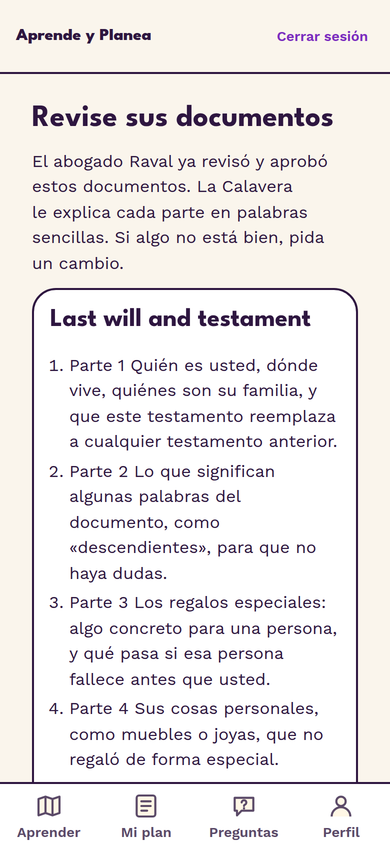 Aprende y Planea
Cerrar sesión
Revise sus documentos
El abogado Raval ya revisó y aprobó
estos documentos. La Calavera
le explica cada parte en palabras
sencillas. Si algo no está bien, pida
un cambio.
Last will and testament
1. Parte 1 Quién es usted, dónde
vive, quiénes son su familia, y
que este testamento reemplaza
a cualquier testamento anterior.
2. Parte 2 Lo que significan
algunas palabras del
documento, como
«descendientes», para que no
haya dudas.
3. Parte 3 Los regalos especiales:
algo concreto para una persona,
y qué pasa si esa persona
fallece antes que usted.
4. Parte 4 Sus cosas personales,
como muebles o joyas, que no
regaló de forma especial.
Aprender
Mi plan
Preguntas
Perfil